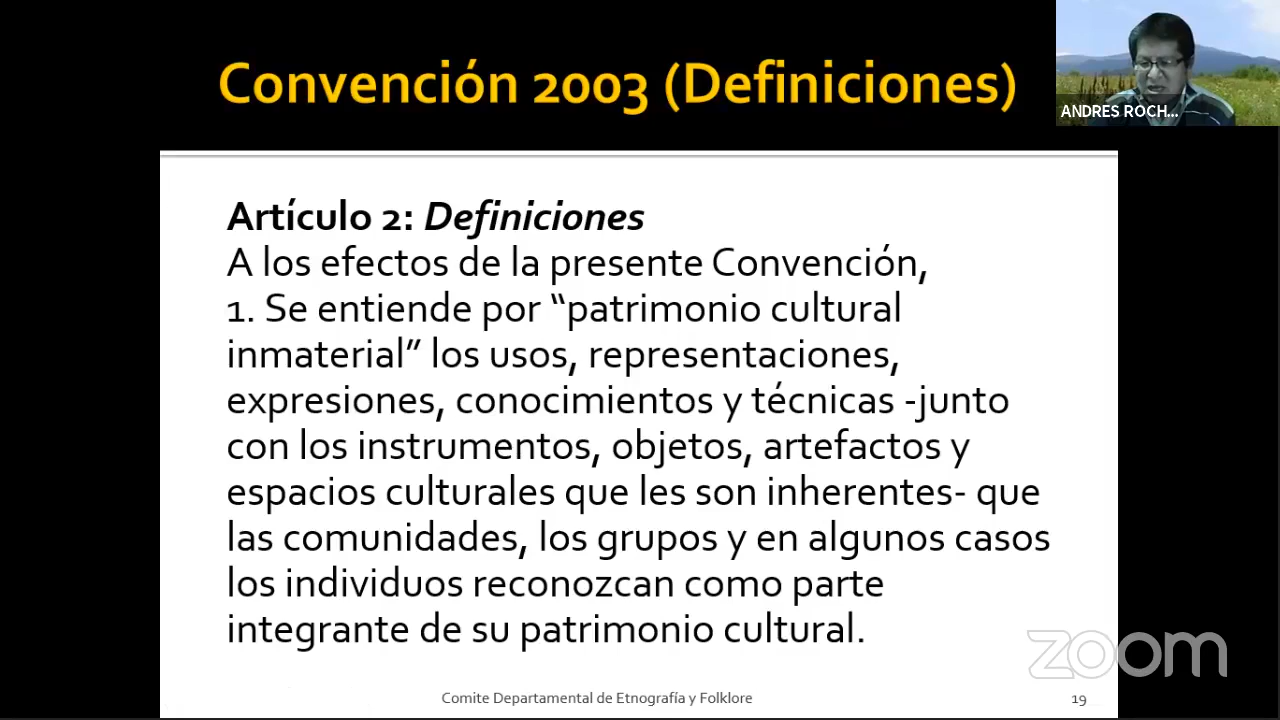 Convención 2003 (Definiciones)
ANDRES ROCH...
Artículo 2: Definiciones
A los efectos de la presente Convención,
1. Se entiende por “patrimonio cultural
inmaterial” los usos, representaciones,
expresiones, conocimientos y técnicas -junto
con los instrumentos, objetos, artefactos y
espacios culturales que les son inherentes- que
las comunidades, los grupos y en algunos casos
los individuos reconozcan como parte
integrante de su patrimonio cultural.
zoom
Comite Departamental de Etnografía y Folklore
19